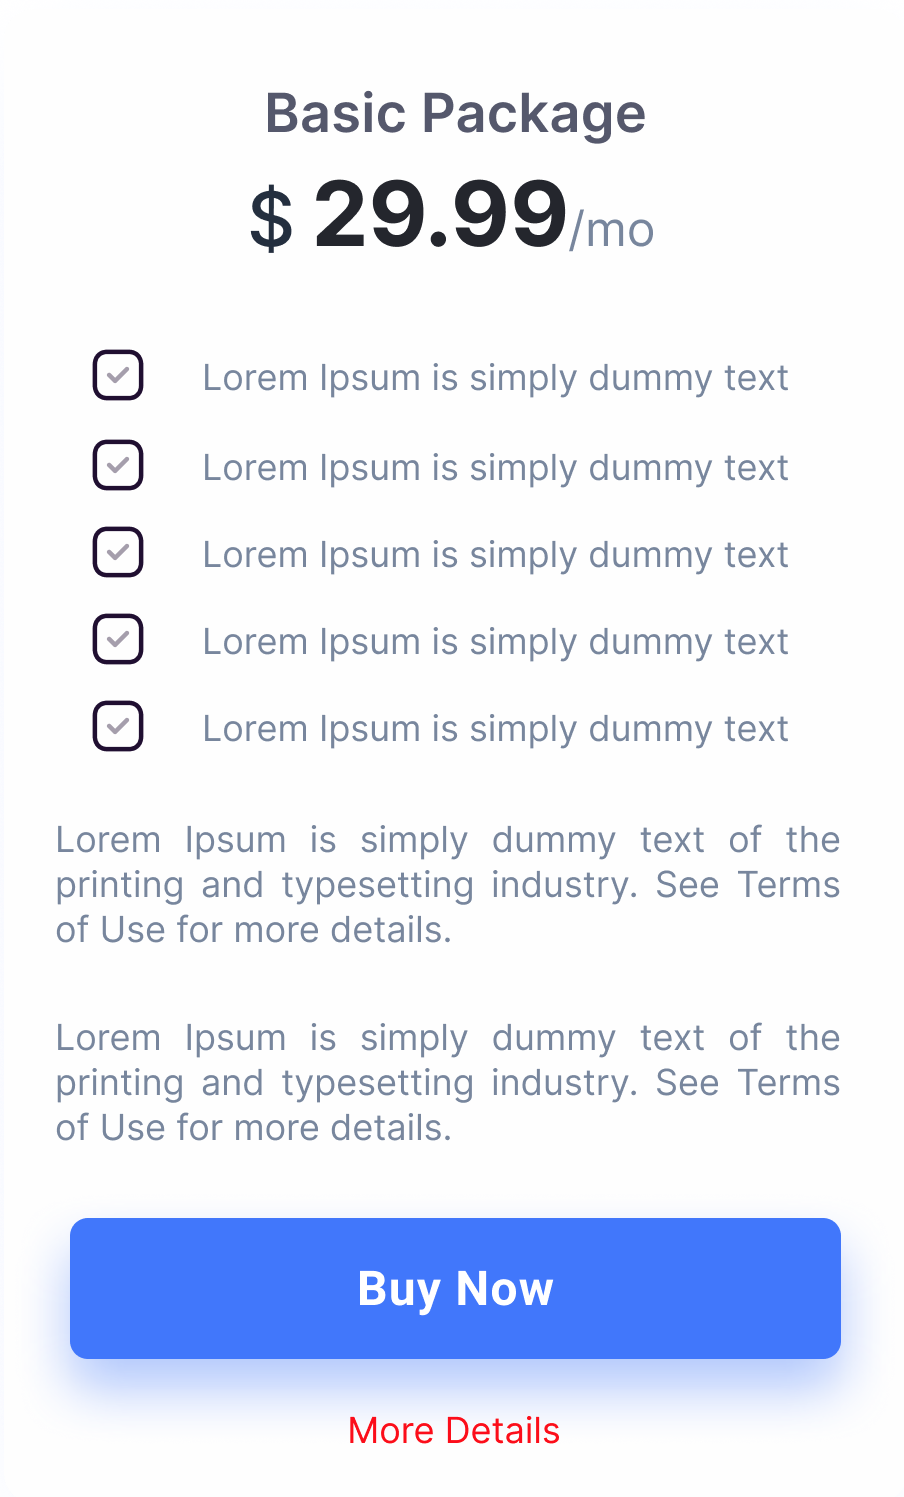 Basic Package
$ 29.99/mo
Lorem Ipsum is simply dummy text
Lorem Ipsum is simply dummy text
Lorem Ipsum is simply dummy text
Lorem Ipsum is simply dummy text
Lorem Ipsum is simply dummy text
Lorem Ipsum is simply dummy text of the
printing and typesetting industry. See Terms
of Use for more details.
Lorem Ipsum is simply dummy text of the
printing and typesetting industry. See Terms
of Use for more details.
Buy Now
More Details